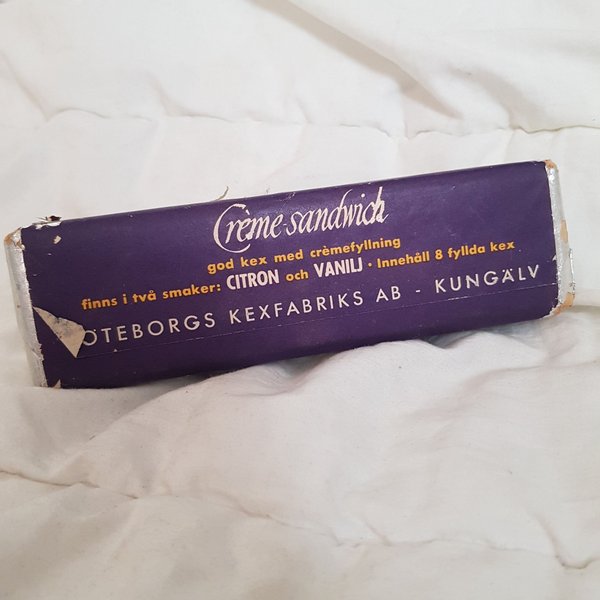 Crème sandwich
god kex med crèmefyllning
finns i två smaker: CITRON och VANILJ · Innehåll 8 fyllda kex
ÖTEBORGS KEXFABRIKS AB - KUNGÄLV